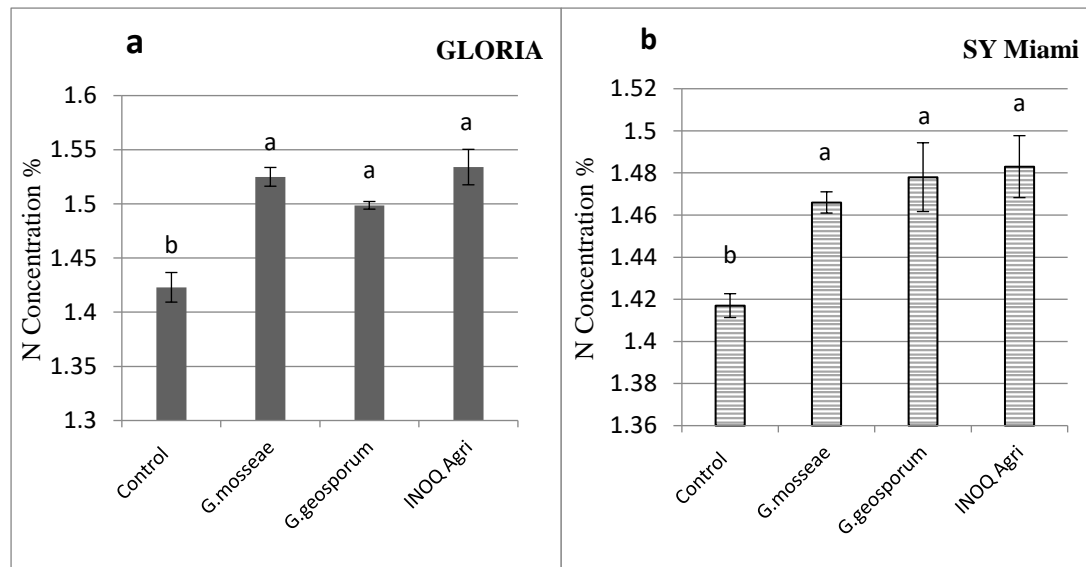 a
GLORIA
N Concentration %
1.6
1.55
1.5
1.45
1.4
1.35
1.3
b
a
a
a
Control
G.mosseae
G.geosporum
INOQ Agri
b
SY Miami
N Concentration %
1.52
1.5
1.48
1.46
1.44
1.42
1.4
1.38
1.36
b
a
a
a
Control
G.mosseae
G.geosporum
INOQ Agri